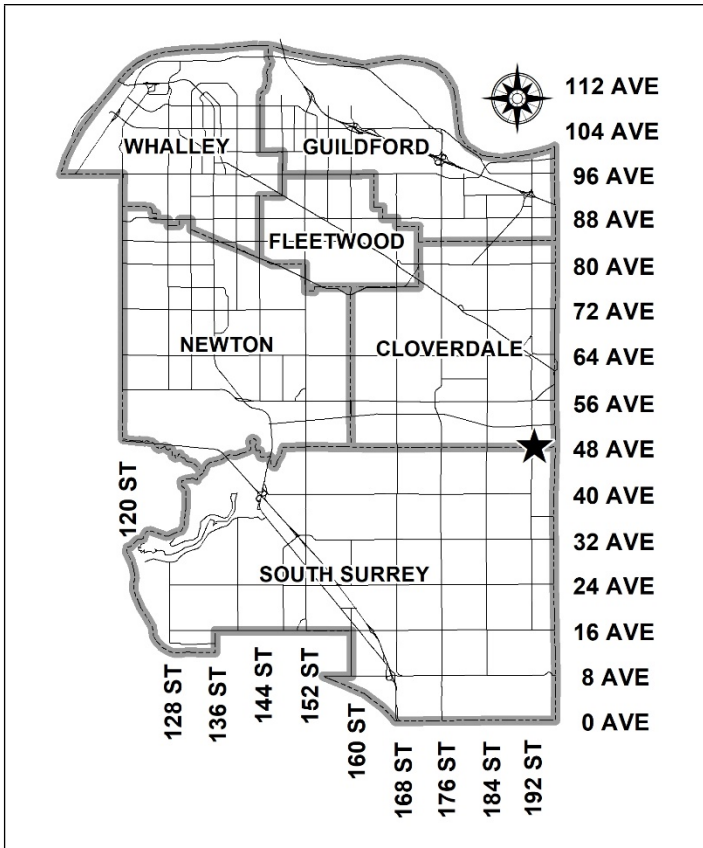 112 AVE
104 AVE
WHALLEY
GUILDFORD
96 AVE
88 AVE
FLEETWOOD
80 AVE
72 AVE
NEWTON
CLOVERDALE
64 AVE
56 AVE
48 AVE
120 ST
40 AVE
32 AVE
SOUTH SURREY
24 AVE
16 AVE
8 AVE
0 AVE
128 ST
136 ST
144 ST
152 ST
160 ST
168 ST
176 ST
184 ST
192 ST